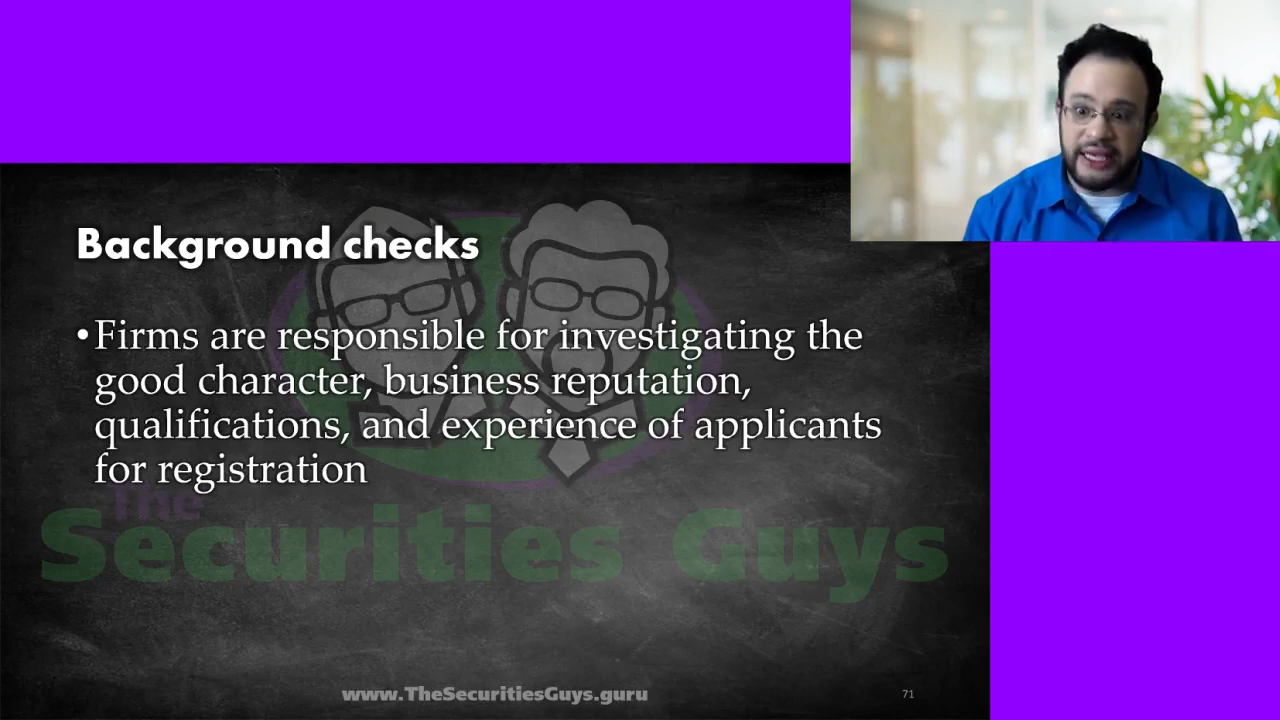 Background checks
•Firms are responsible for investigating the
good character, business reputation,
qualifications, and experience of applicants
for registration
The
Securities Guys
www.TheSecuritiesGuys.guru
71